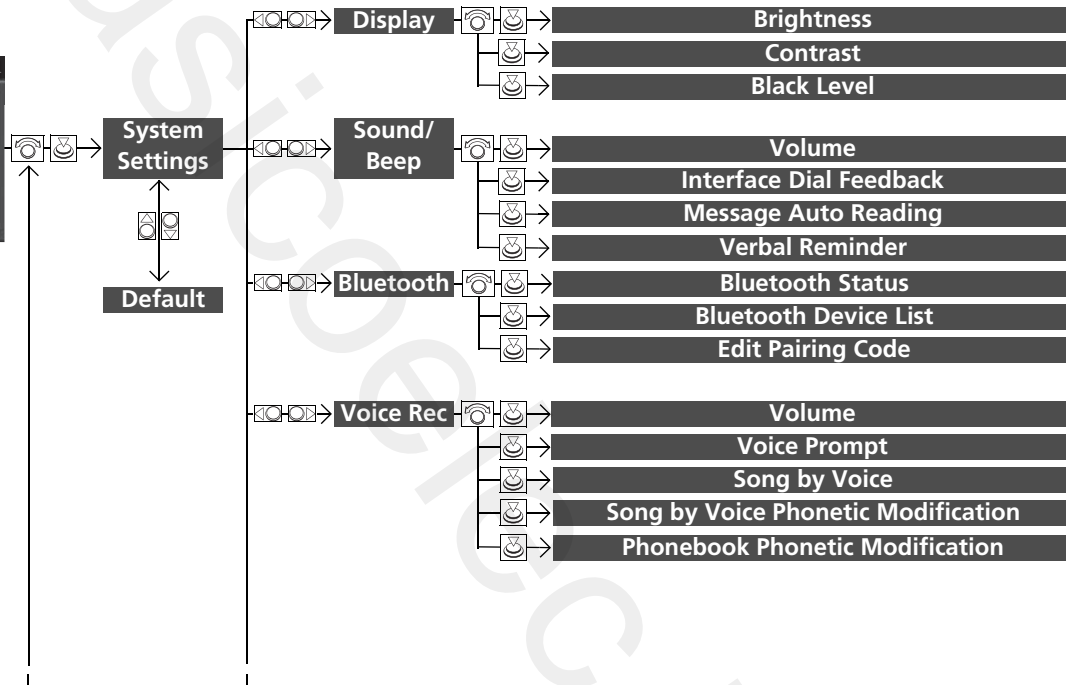 Display
Brightness
Contrast
Black Level
System
Settings
Default
Sound/
Beep
Volume
Interface Dial Feedback
Message Auto Reading
Verbal Reminder
Bluetooth
Bluetooth Status
Bluetooth Device List
Edit Pairing Code
Voice Rec
Volume
Voice Prompt
Song by Voice
Song by Voice Phonetic Modification
Phonebook Phonetic Modification